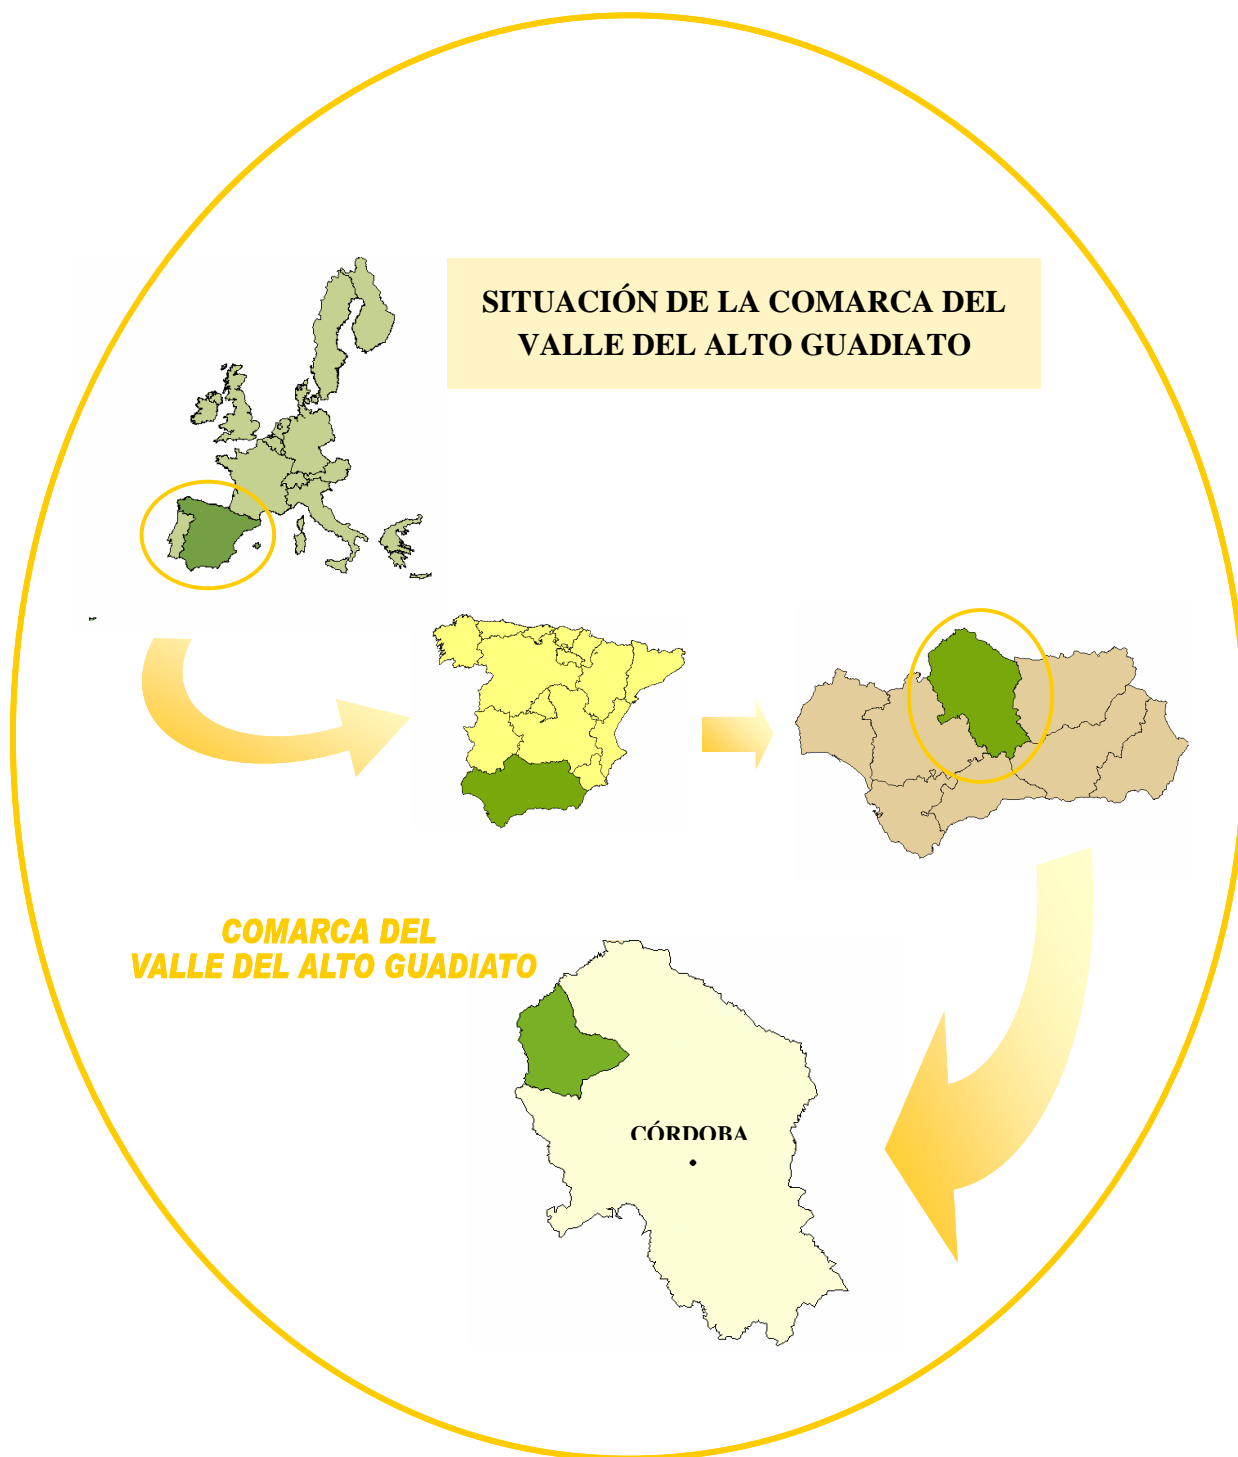 SITUACIÓN DE LA COMARCA DEL
VALLE DEL ALTO GUADIATO
COMARCA DEL
VALLE DEL ALTO GUADIATO
CÓRDOBA